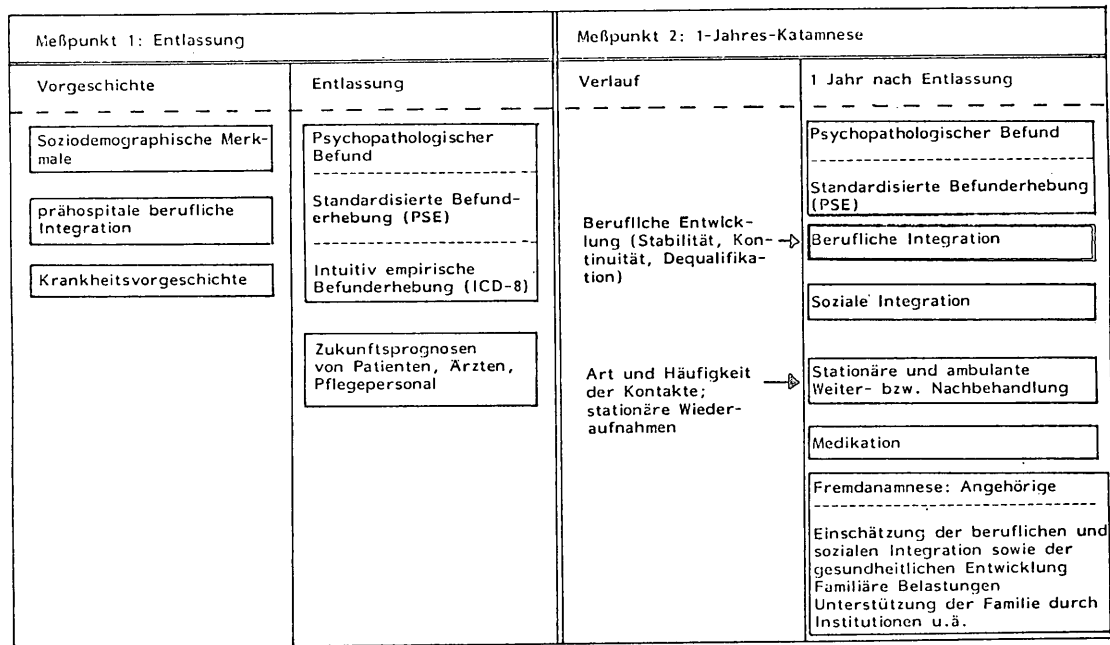 Meßpunkt 1: Entlassung
Meßpunkt 2: 1-Jahres-Katamnese
Vorgeschichte
Soziodemographische Merk-
male
prähospitale berufliche
Integration
Krankheitsvorgeschichte
Entlassung
Psychopathologischer
Befund
Standardisierte Befund-
erhebung (PSE)
Intuitiv empirische
Befunderhebung (ICD-8)
Zukunftsprognosen
von Patienten, Ärzten,
Pflegepersonal
Verlauf
Berufliche Entwick-
lung (Stabilität, Kon-
tinuität, Dequalifika-
tion)
Art und Häufigkeit
der Kontakte;
stationäre Wieder-
aufnahmen
1 Jahr nach Entlassung
Psychopathologischer Befund
Standardisierte Befunderhebung
(PSE)
Berufliche Integration
Soziale Integration
Stationäre und ambulante
Weiter- bzw. Nachbehandlung
Medikation
Fremdanamnese: Angehörige
Einschätzung der beruflichen und
sozialen Integration sowie der
gesundheitlichen Entwicklung
Familiäre Belastungen
Unterstützung der Familie durch
Institutionen u.ä.